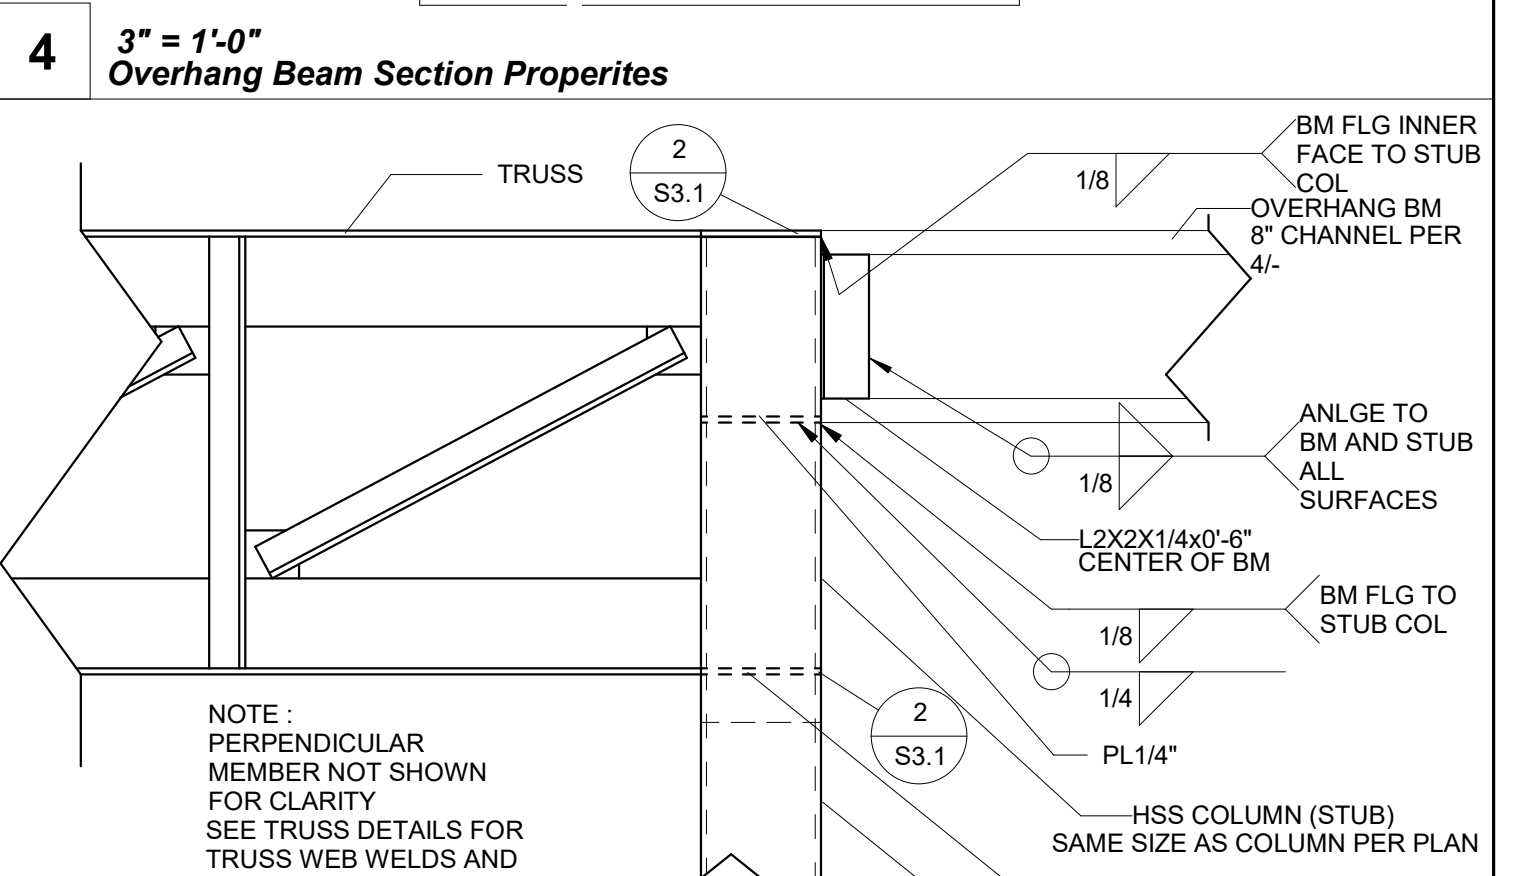 4
3" = 1'-0"
Overhang Beam Section Properites
TRUSS
2
S3.1
1/8
BM FLG INNER
FACE TO STUB
COL
OVERHANG BM
8" CHANNEL PER
4/-
1/8
ANLGE TO
BM AND STUB
ALL
SURFACES
L2X2X1/4x0'-6"
CENTER OF BM
1/8
BM FLG TO
STUB COL
1/4
2
S3.1
PL1/4"
HSS COLUMN (STUB)
SAME SIZE AS COLUMN PER PLAN
NOTE :
PERPENDICULAR
MEMBER NOT SHOWN
FOR CLARITY
SEE TRUSS DETAILS FOR
TRUSS WEB WELDS AND